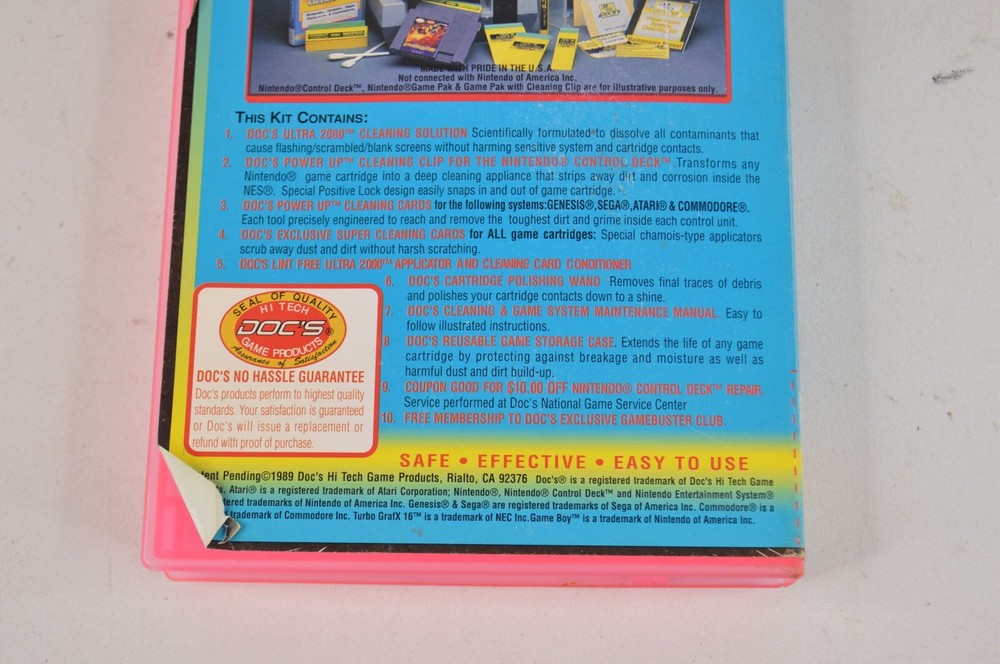 MADE WITH PRIDE IN THE U.S.A.
Not connected with Nintendo of America Inc.
Nintendo®Control Deck™, Nintendo®Game Pak & Game Pak with Cleaning Clip are for illustrative purposes only.
THIS KIT CONTAINS:
1. DOC'S ULTRA 2000™ CLEANING SOLUTION Scientifically formulated to dissolve all contaminants that
cause flashing/scrambled/blank screens without harming sensitive system and cartridge contacts.
2. DOC'S POWER UP™ CLEANING CLIP FOR THE NINTENDO® CONTROL DECK™. Transforms any
Nintendo® game cartridge into a deep cleaning appliance that strips away dirt and corrosion inside the
NES®. Special Positive Lock design easily snaps in and out of game cartridge.
3. DOC'S POWER UP™ CLEANING CARDS for the following systems:GENESIS®,SEGA®,ATARI® & COMMODORE®.
Each tool precisely engineered to reach and remove the toughest dirt and grime inside each control unit.
4. DOC'S EXCLUSIVE SUPER CLEANING CARDS for ALL game cartridges: Special chamois-type applicators
scrub away dust and dirt without harsh scratching.
5. DOC'S LINT FREE ULTRA 2000™ APPLICATOR AND CLEANING CARD CONDITIONER
6. DOC'S CARTRIDGE POLISHING WAND Removes final traces of debris
and polishes your cartridge contacts down to a shine.
7. DOC'S CLEANING & GAME SYSTEM MAINTENANCE MANUAL. Easy to
follow illustrated instructions.
8 DOC'S REUSABLE GAME STORAGE CASE. Extends the life of any game
cartridge by protecting against breakage and moisture as well as
harmful dust and dirt build-up.
9. COUPON GOOD FOR $10.00 OFF NINTENDO® CONTROL DECK™ REPAIR.
Service performed at Doc's National Game Service Center
10. FREE MEMBERSHIP TO DOC'S EXCLUSIVE GAMEBUSTER CLUB.
SEAL OF QUALITY
HI TECH
DOC'S®
GAME PRODUCTS
Assurance of Satisfaction
DOC'S NO HASSLE GUARANTEE
Doc's products perform to highest quality
standards. Your satisfaction is guaranteed
or Doc's will issue a replacement or
refund with proof of purchase.
SAFE • EFFECTIVE • EASY TO USE
tent Pending©1989 Doc's Hi Tech Game Products, Rialto, CA 92376 Doc's® is a registered trademark of Doc's Hi Tech Game
ts. Atari® is a registered trademark of Atari Corporation; Nintendo®, Nintendo® Control Deck™ and Nintendo Entertainment System®
tered trademarks of Nintendo of America Inc. Genesis® & Sega® are registered trademarks of Sega of America Inc. Commodore® is a
trademark of Commodore Inc. Turbo GrafX 16™ is a trademark of NEC Inc.Game Boy™ is a trademark of Nintendo of America Inc.